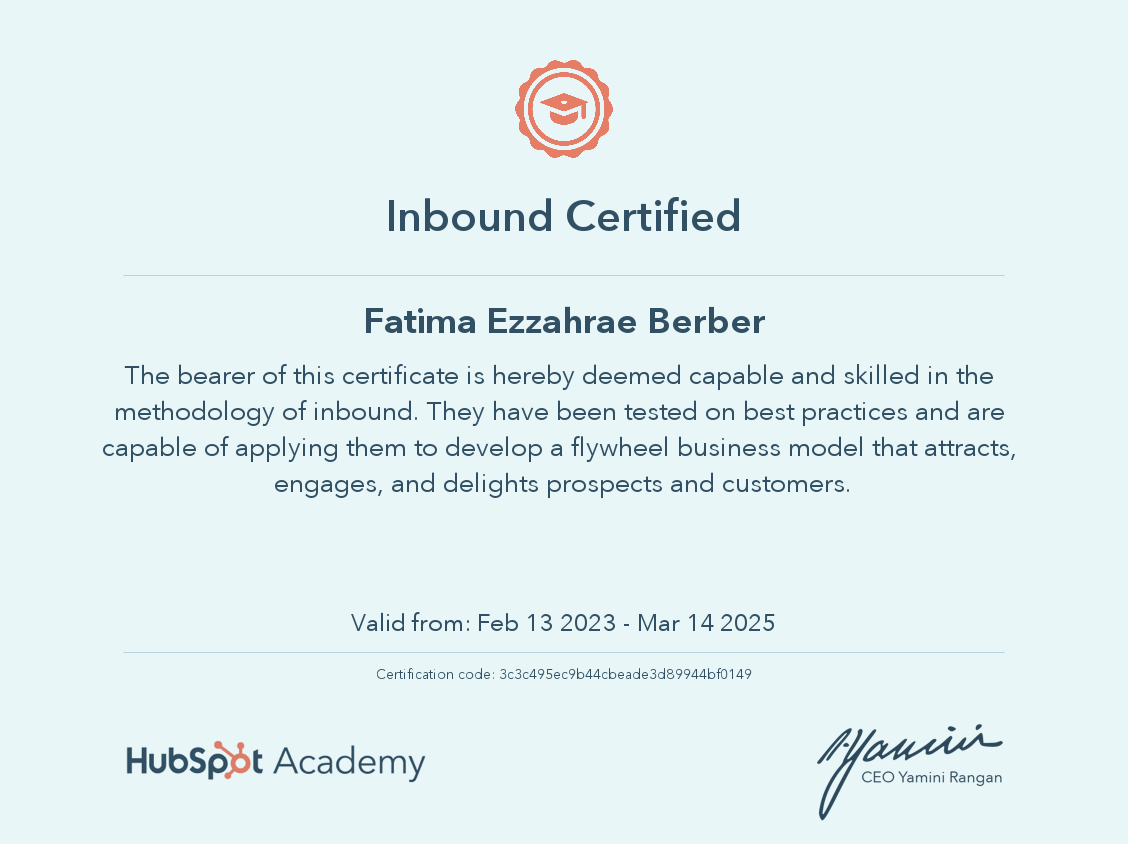 Inbound Certified
Fatima Ezzahrae Berber
The bearer of this certificate is hereby deemed capable and skilled in the
methodology of inbound. They have been tested on best practices and are
capable of applying them to develop a flywheel business model that attracts,
engages, and delights prospects and customers.
Valid from: Feb 13 2023 - Mar 14 2025
Certification code: 3c3c495ec9b44cbeade3d89944bf0149
HubSpot Academy
Yamini
CEO Yamini Rangan